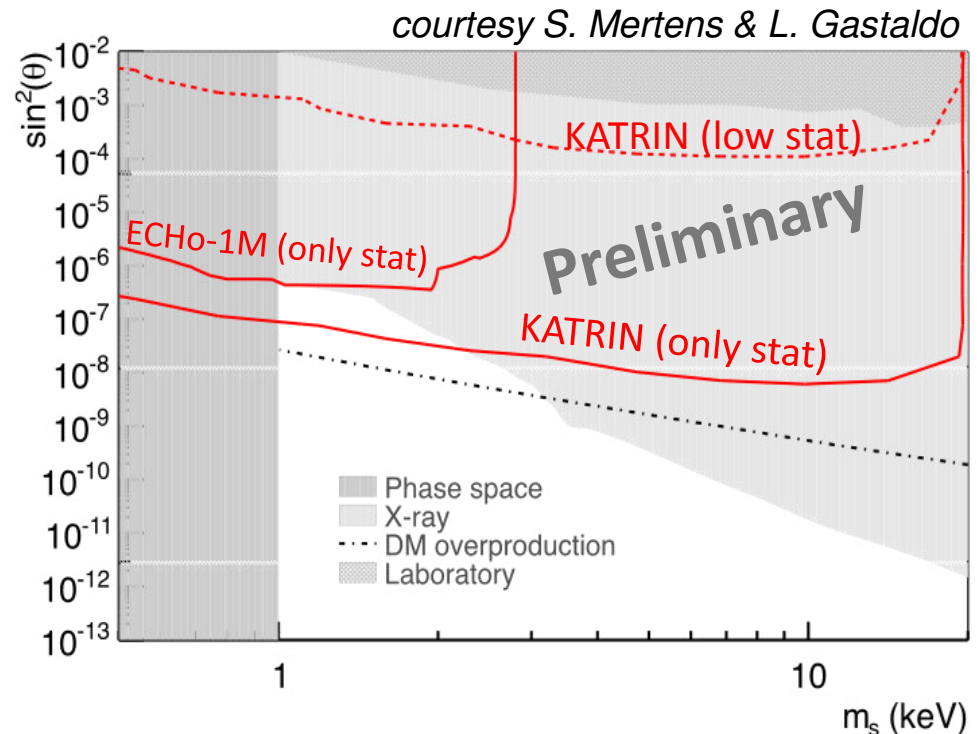 courtesy S. Mertens & L. Gastaldo
sin²(θ)
10⁻²
10⁻³
10⁻⁴
10⁻⁵
10⁻⁶
10⁻⁷
10⁻⁸
10⁻⁹
10⁻¹⁰
10⁻¹¹
10⁻¹²
10⁻¹³
KATRIN (low stat)
Preliminary
ECHo-1M (only stat)
KATRIN (only stat)
Phase space
X-ray
DM overproduction
Laboratory
1 10
mₛ (keV)